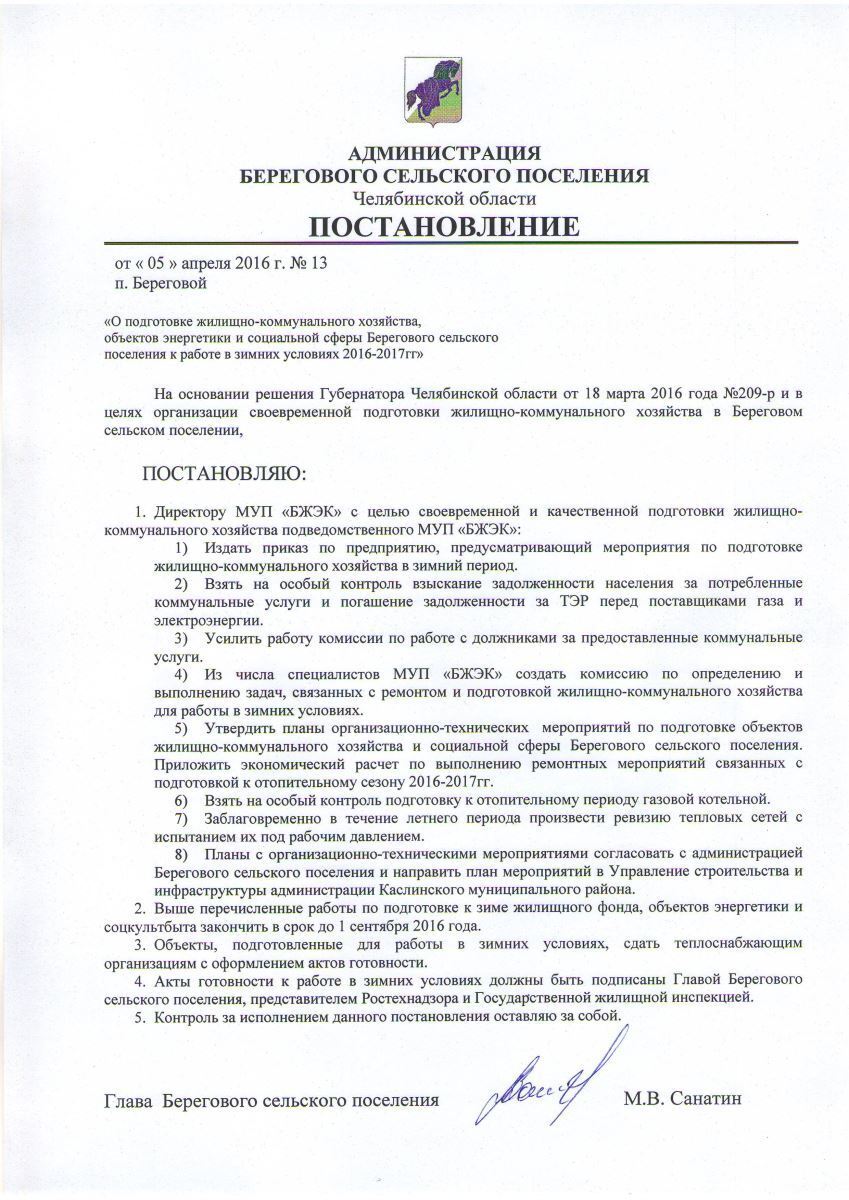 АДМИНИСТРАЦИЯ
БЕРЕГОВОГО СЕЛЬСКОГО ПОСЕЛЕНИЯ
Челябинской области
ПОСТАНОВЛЕНИЕ
от « 05 » апреля 2016 г. № 13
п. Береговой
«О подготовке жилищно-коммунального хозяйства,
объектов энергетики и социальной сферы Берегового сельского
поселения к работе в зимних условиях 2016-2017гг»
На основании решения Губернатора Челябинской области от 18 марта 2016 года №209-р и в
целях организации своевременной подготовки жилищно-коммунального хозяйства в Береговом
сельском поселении,
ПОСТАНОВЛЯЮ:
1. Директору МУП «БЖЭК» с целью своевременной и качественной подготовки жилищно-
коммунального хозяйства подведомственного МУП «БЖЭК»:
1) Издать приказ по предприятию, предусматривающий мероприятия по подготовке
жилищно-коммунального хозяйства в зимний период.
2) Взять на особый контроль взыскание задолженности населения за потребленные
коммунальные услуги и погашение задолженности за ТЭР перед поставщиками газа и
электроэнергии.
3) Усилить работу комиссии по работе с должниками за предоставленные коммунальные
услуги.
4) Из числа специалистов МУП «БЖЭК» создать комиссию по определению и
выполнению задач, связанных с ремонтом и подготовкой жилищно-коммунального хозяйства
для работы в зимних условиях.
5) Утвердить планы организационно-технических мероприятий по подготовке объектов
жилищно-коммунального хозяйства и социальной сферы Берегового сельского поселения.
Приложить экономический расчет по выполнению ремонтных мероприятий связанных с
подготовкой к отопительному сезону 2016-2017гг.
6) Взять на особый контроль подготовку к отопительному периоду газовой котельной.
7) Заблаговременно в течение летнего периода произвести ревизию тепловых сетей с
испытанием их под рабочим давлением.
8) Планы с организационно-техническими мероприятиями согласовать с администрацией
Берегового сельского поселения и направить план мероприятий в Управление строительства и
инфраструктуры администрации Каслинского муниципального района.
2. Выше перечисленные работы по подготовке к зиме жилищного фонда, объектов энергетики и
соцкультбыта закончить в срок до 1 сентября 2016 года.
3. Объекты, подготовленные для работы в зимних условиях, сдать теплоснабжающим
организациям с оформлением актов готовности.
4. Акты готовности к работе в зимних условиях должны быть подписаны Главой Берегового
сельского поселения, представителем Ростехнадзора и Государственной жилищной инспекцией.
5. Контроль за исполнением данного постановления оставляю за собой.
Глава Берегового сельского поселения М.В. Санатин